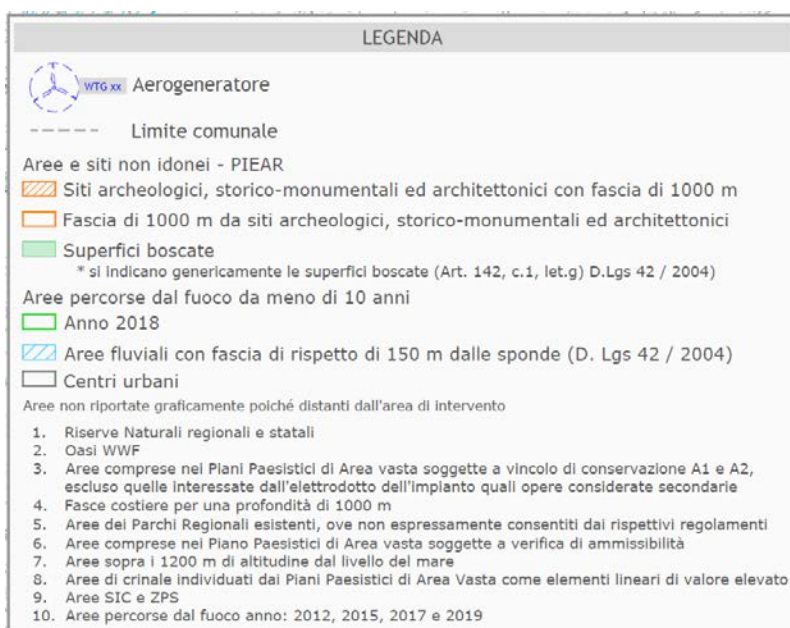 LEGENDA
WTG xx Aerogeneratore
Limite comunale
Aree e siti non idonei - PIEAR
Siti archeologici, storico-monumentali ed architettonici con fascia di 1000 m
Fascia di 1000 m da siti archeologici, storico-monumentali ed architettonici
Superfici boscate
* si indicano genericamente le superfici boscate (Art. 142, c.1, let.g) D.Lgs 42 / 2004)
Aree percorse dal fuoco da meno di 10 anni
Anno 2018
Aree fluviali con fascia di rispetto di 150 m dalle sponde (D. Lgs 42 / 2004)
Centri urbani
Aree non riportate graficamente poiché distanti dall'area di intervento
1. Riserve Naturali regionali e statali
2. Oasi WWF
3. Aree comprese nei Piani Paesistici di Area vasta soggette a vincolo di conservazione A1 e A2,
escluso quelle interessate dall'elettrodotto dell'impianto quali opere considerate secondarie
4. Fasce costiere per una profondità di 1000 m
5. Aree dei Parchi Regionali esistenti, ove non espressamente consentiti dai rispettivi regolamenti
6. Aree comprese nei Piano Paesistici di Area vasta soggette a verifica di ammissibilità
7. Aree sopra i 1200 m di altitudine dal livello del mare
8. Aree di crinale individuati dai Piani Paesistici di Area Vasta come elementi lineari di valore elevato
9. Aree SIC e ZPS
10. Aree percorse dal fuoco anno: 2012, 2015, 2017 e 2019